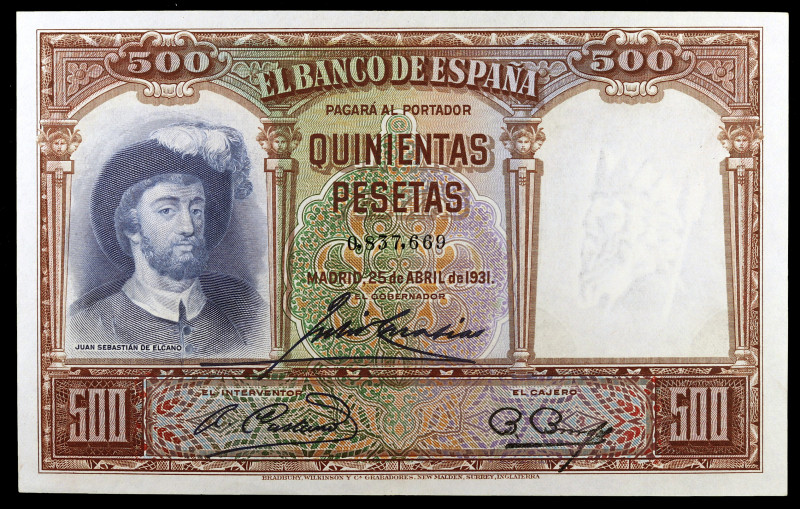 500 500
EL BANCO DE ESPAÑA
PAGARÁ AL PORTADOR
QUINIENTAS
PESETAS
0,837,669
MADRID, 25 de ABRIL de 1931.
EL GOBERNADOR
JUAN SEBASTIÁN DE ELCANO
EL INTERVENTOR EL CAJERO
500 500
BRADBURY, WILKINSON Y Cª GRABADORES, NEW MALDEN, SURREY, INGLATERRA